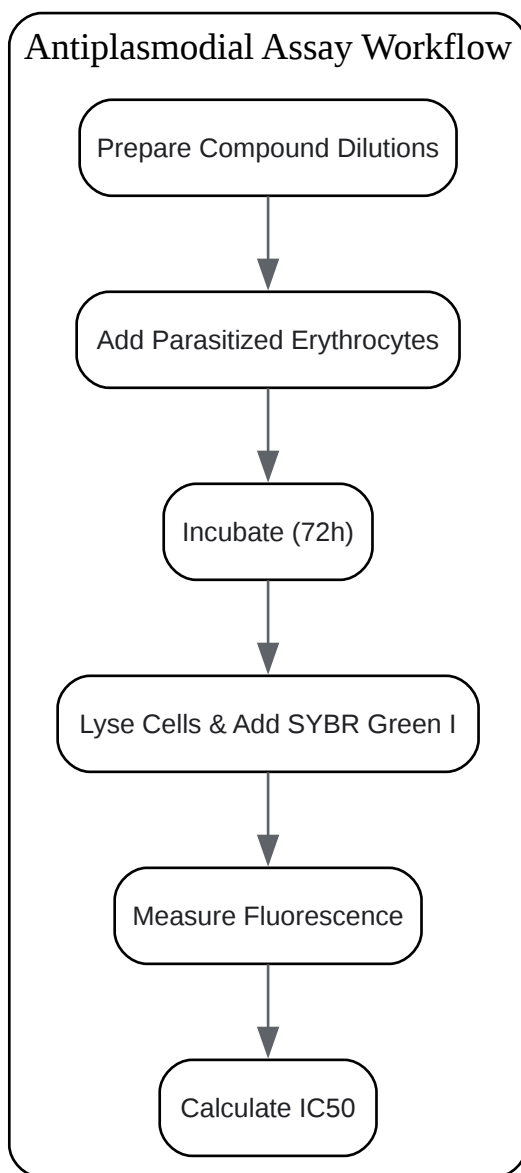 Antiplasmodial Assay Workflow
Prepare Compound Dilutions
Add Parasitized Erythrocytes
Incubate (72h)
Lyse Cells & Add SYBR Green I
Measure Fluorescence
Calculate IC50